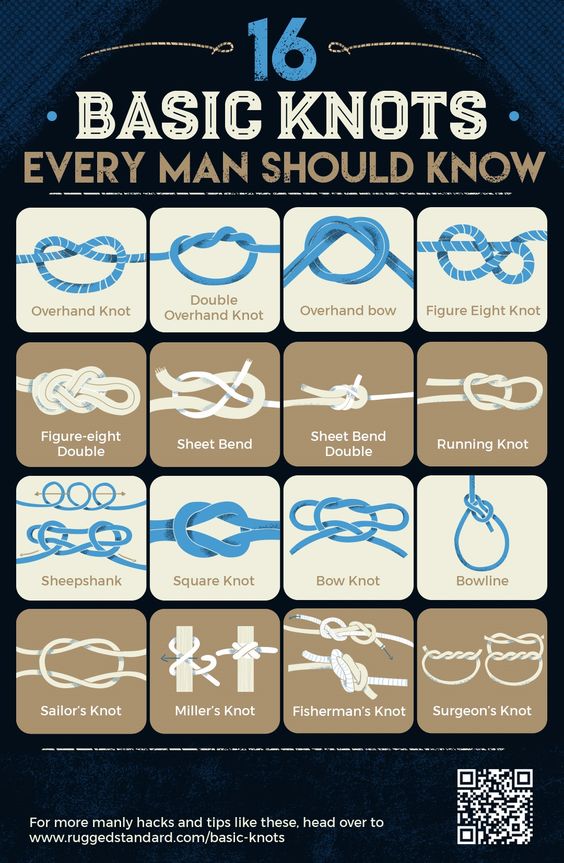 16
BASIC KNOTS
EVERY MAN SHOULD KNOW
Overhand Knot
Double
Overhand Knot
Overhand bow
Figure Eight Knot
Figure-eight
Double
Sheet Bend
Sheet Bend
Double
Running Knot
Sheepshank
Square Knot
Bow Knot
Bowline
Sailor's Knot
Miller's Knot
Fisherman's Knot
Surgeon's Knot
For more manly hacks and tips like these, head over to
www.ruggedstandard.com/basic-knots